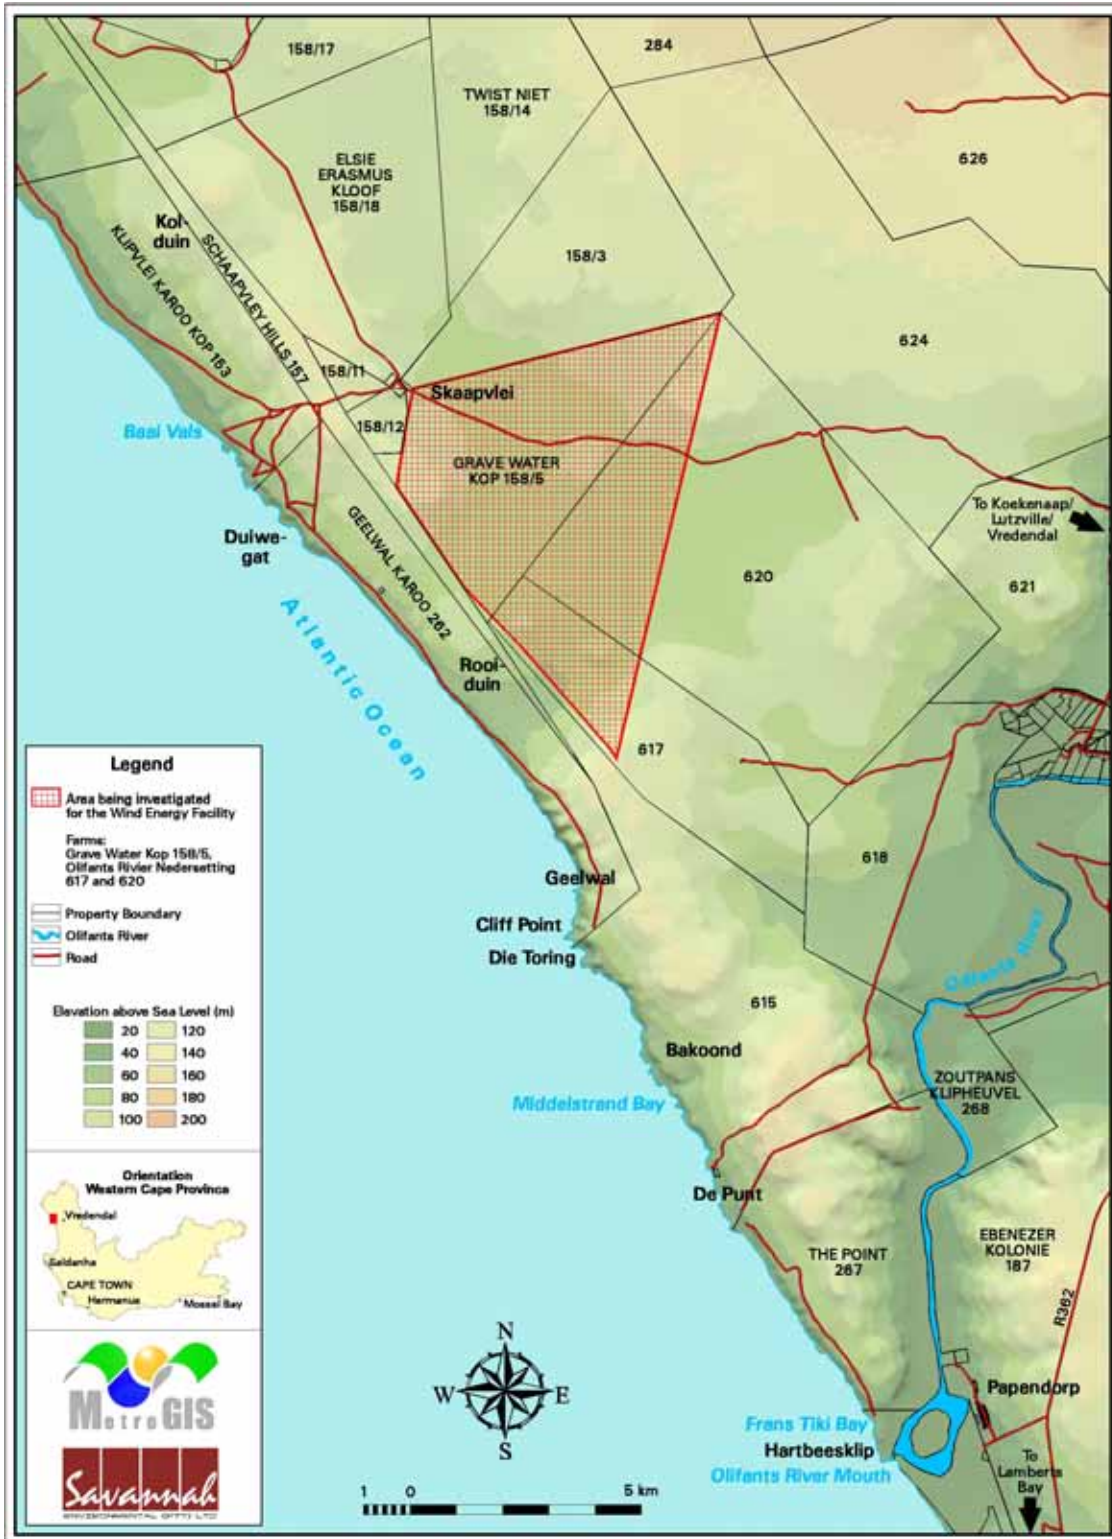 158/17
284
TWIST NIET
158/14
626
ELSIE
ERASMUS
KLOOF
158/18
Kol-
duin
KLIPVLEI KAROO KOP 153
SCHAAPVLEY HILLS 157
158/3
624
158/11
Skaapvlei
158/12
Baai Vals
GRAVE WATER
KOP 158/5
To Koekenaap/
Lutzville/
Vredendal
Duiwe-
gat
GEELWAL KAROO 262
620
621
Atlantic Ocean
Rooi-
duin
617
618
Geelwal
Cliff Point
Die Toring
Olifants River
615
Bakoond
Middelstrand Bay
ZOUTPANS
KLIPHEUVEL
268
De Punt
THE POINT
267
EBENEZER
KOLONIE
187
R362
Papendorp
Frans Tiki Bay
Hartbeesklip
Olifants River Mouth
To
Lamberts
Bay
Legend
Area being investigated
for the Wind Energy Facility
Farms:
Grave Water Kop 158/5,
Olifants Rivier Nedersetting
617 and 620
Property Boundary
Olifants River
Road
Elevation above Sea Level (m)
20 120
40 140
60 160
80 180
100 200
Orientation
Western Cape Province
Vredendal
Saldanha
CAPE TOWN
Hermanus
Mossel Bay
MetroGIS
Savannah
ENVIRONMENTAL (PTY) LTD
N
W E
S
1 0 5 km